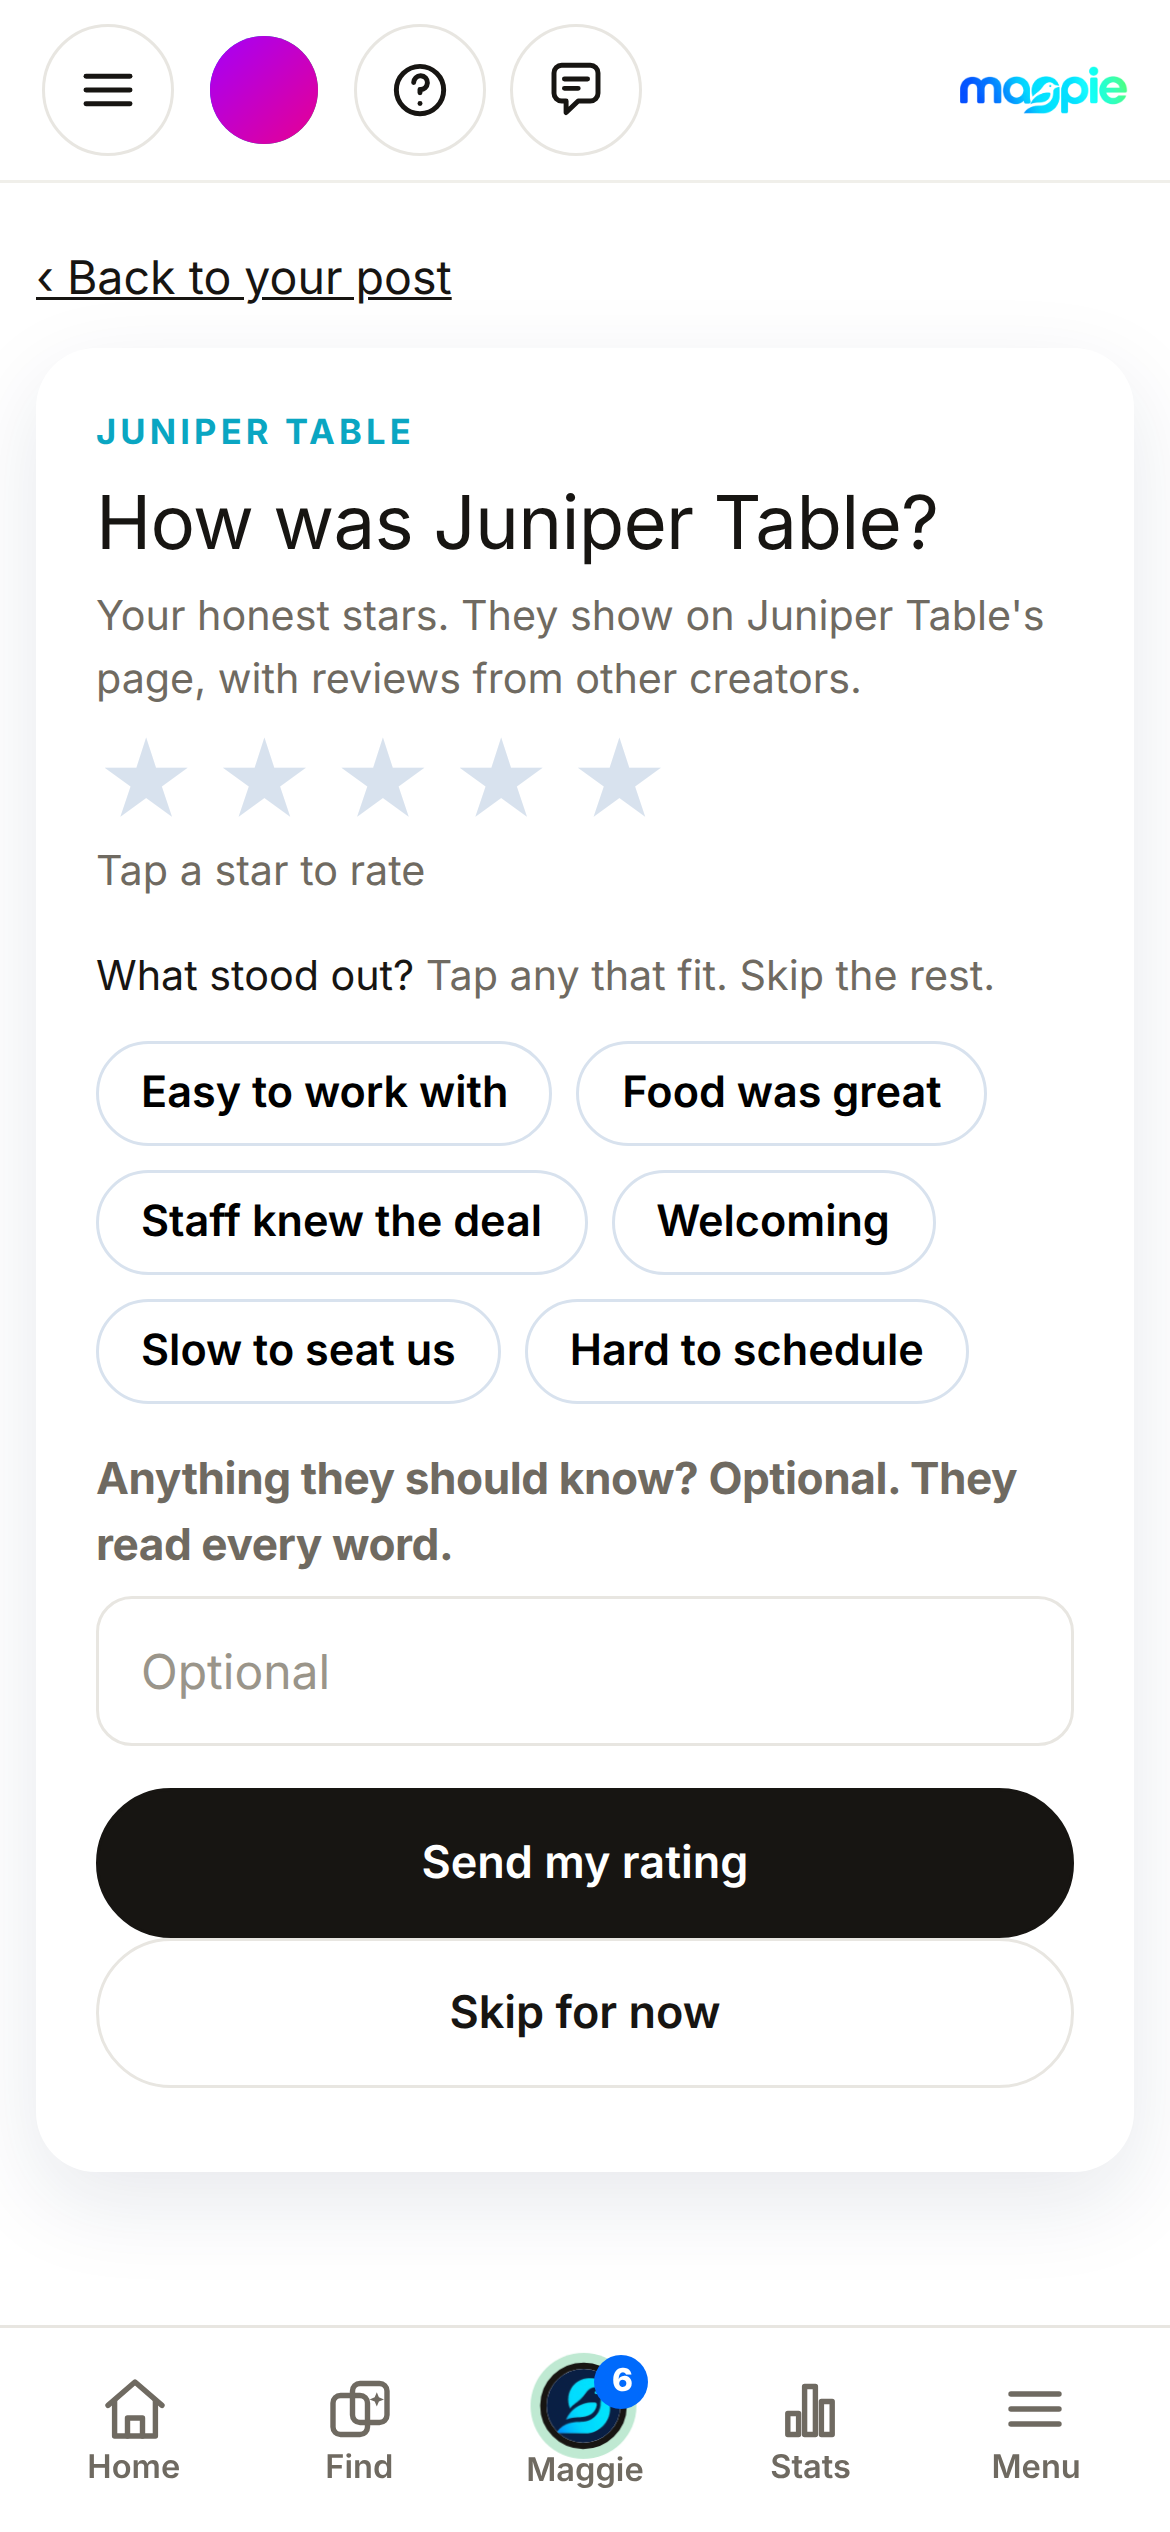 magpie
‹ Back to your post
JUNIPER TABLE
How was Juniper Table?
Your honest stars. They show on Juniper Table's
page, with reviews from other creators.
Tap a star to rate
What stood out? Tap any that fit. Skip the rest.
Easy to work with
Food was great
Staff knew the deal
Welcoming
Slow to seat us
Hard to schedule
Anything they should know? Optional. They
read every word.
Optional
Send my rating
Skip for now
6
Home
Find
Maggie
Stats
Menu